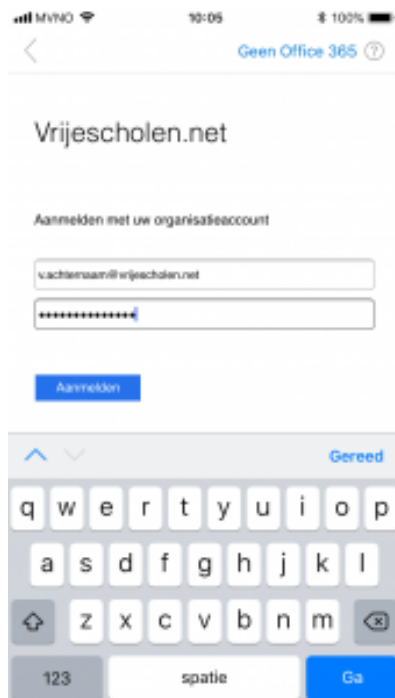 MVNO 10:05 100%
Geen Office 365 ?
Vrijescholen.net
Aanmelden met uw organisatieaccount
v.achternaam@vrijescholen.net
••••••••••••••
Aanmelden
Gereed
q w e r t y u i o p
a s d f g h j k l
z x c v b n m
123 spatie Ga